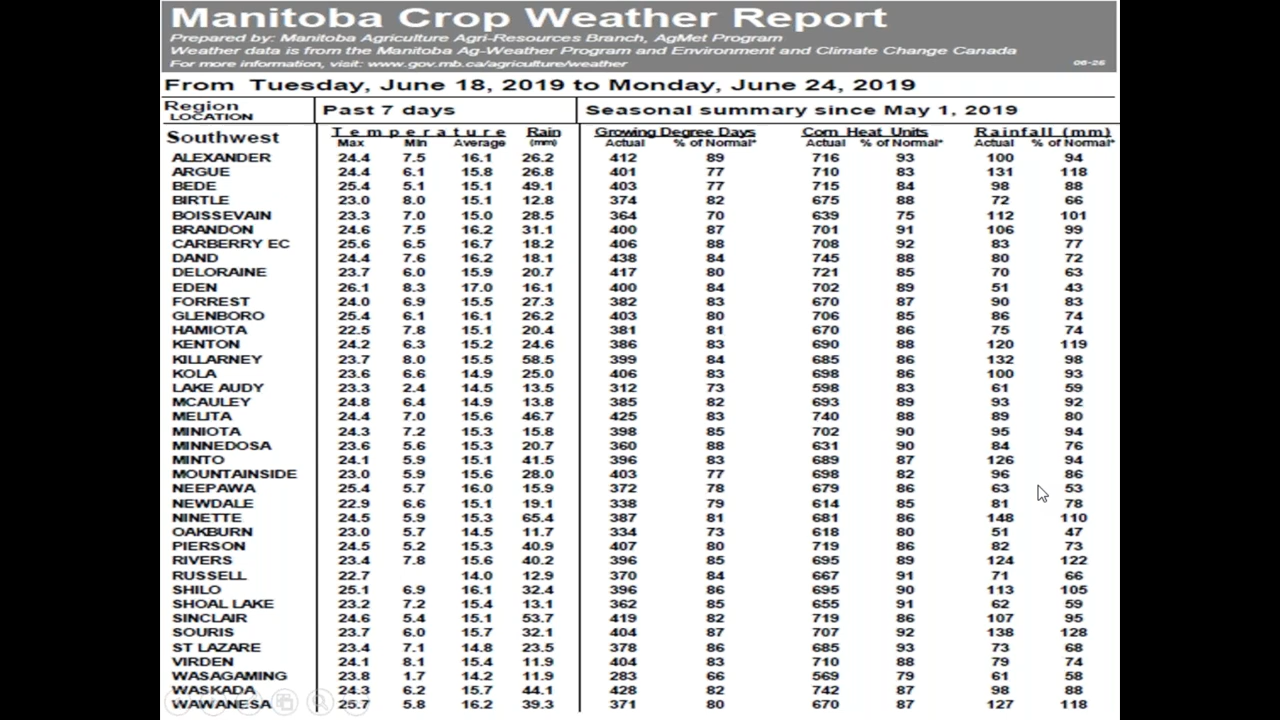 Manitoba Crop Weather Report
Prepared by: Manitoba Agriculture Agri-Resources Branch, AgMet Program
Weather data is from the Manitoba Ag-Weather Program and Environment and Climate Change Canada
For more information, visit: www.gov.mb.ca/agriculture/weather 06-25
From Tuesday, June 18, 2019 to Monday, June 24, 2019
Region
LOCATION Past 7 days Seasonal summary since May 1, 2019
Southwest Temperature Rain Growing Degree Days Corn Heat Units Rainfall (mm)
Max Min Average (mm) Actual % of Normal* Actual % of Normal* Actual % of Normal*
ALEXANDER 24.4 7.5 16.1 26.2 412 89 716 93 100 94
ARGUE 24.4 6.1 15.8 26.8 401 77 710 83 131 118
BEDE 25.4 5.1 15.1 49.1 403 77 715 84 98 88
BIRTLE 23.0 8.0 15.1 12.8 374 82 675 88 72 66
BOISSEVAIN 23.3 7.0 15.0 28.5 364 70 639 75 112 101
BRANDON 24.6 7.5 16.2 31.1 400 87 701 91 106 99
CARBERRY EC 25.6 6.5 16.7 18.2 406 88 708 92 83 77
DAND 24.4 7.6 16.2 18.1 438 84 745 88 80 72
DELORAINE 23.7 6.0 15.9 20.7 417 80 721 85 70 63
EDEN 26.1 8.3 17.0 16.1 400 84 702 89 51 43
FORREST 24.0 6.9 15.5 27.3 382 83 670 87 90 83
GLENBORO 25.4 6.1 16.1 26.2 403 80 706 85 86 74
HAMIOTA 22.5 7.8 15.1 20.4 381 81 670 86 75 74
KENTON 24.2 6.3 15.2 24.6 386 83 690 88 120 119
KILLARNEY 23.7 8.0 15.5 58.5 399 84 685 86 132 98
KOLA 23.6 6.6 14.9 25.0 406 83 698 86 100 93
LAKE AUDY 23.3 2.4 14.5 13.5 312 73 598 83 61 59
MCAULEY 24.8 6.4 14.9 13.8 385 82 693 89 93 92
MELITA 24.4 7.0 15.6 46.7 425 83 740 88 89 80
MINIOTA 24.3 7.2 15.3 15.8 398 85 702 90 95 94
MINNEDOSA 23.6 5.6 15.3 20.7 360 88 631 90 84 76
MINTO 24.1 5.9 15.1 41.5 396 83 689 87 126 94
MOUNTAINSIDE 23.0 5.9 15.6 28.0 403 77 698 82 96 86
NEEPAWA 25.4 5.7 16.0 15.9 372 78 679 86 63 53
NEWDALE 22.9 6.6 15.1 19.1 338 79 614 85 81 78
NINETTE 24.5 5.9 15.3 65.4 387 81 681 86 148 110
OAKBURN 23.0 5.7 14.5 11.7 334 73 618 80 51 47
PIERSON 24.5 5.2 15.3 40.9 407 80 719 86 82 73
RIVERS 23.4 7.8 15.6 40.2 396 85 695 89 124 122
RUSSELL 22.7 14.0 12.9 370 84 667 91 71 66
SHILO 25.1 6.9 16.1 32.4 396 86 695 90 113 105
SHOAL LAKE 23.2 7.2 15.4 13.1 362 85 655 91 62 59
SINCLAIR 24.6 5.4 15.1 53.7 419 82 719 86 107 95
SOURIS 23.7 6.0 15.7 32.1 404 87 707 92 138 128
ST LAZARE 23.4 7.1 14.8 23.5 378 86 685 93 73 68
VIRDEN 24.1 8.1 15.4 11.9 404 83 710 88 79 74
WASAGAMING 23.8 1.7 14.2 11.9 283 66 569 79 61 58
WASKADA 24.3 6.2 15.7 44.1 428 82 742 87 98 88
WAWANESA 25.7 5.8 16.2 39.3 371 80 670 87 127 118